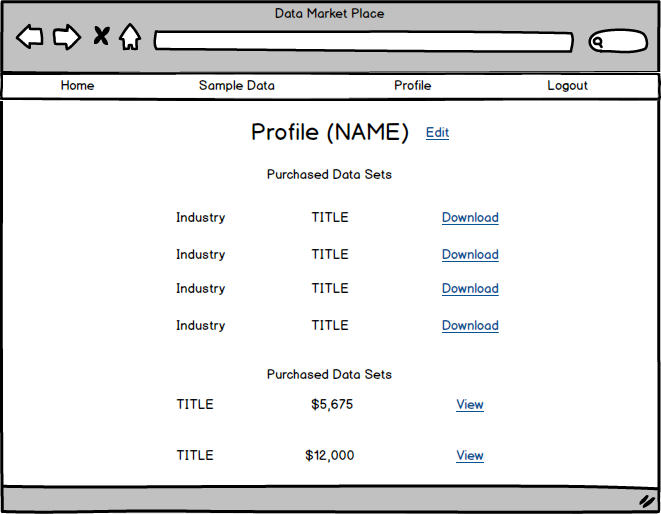 Data Market Place
Home Sample Data Profile Logout
Profile (NAME) Edit
Purchased Data Sets
Industry TITLE Download
Industry TITLE Download
Industry TITLE Download
Industry TITLE Download
Purchased Data Sets
TITLE $5,675 View
TITLE $12,000 View